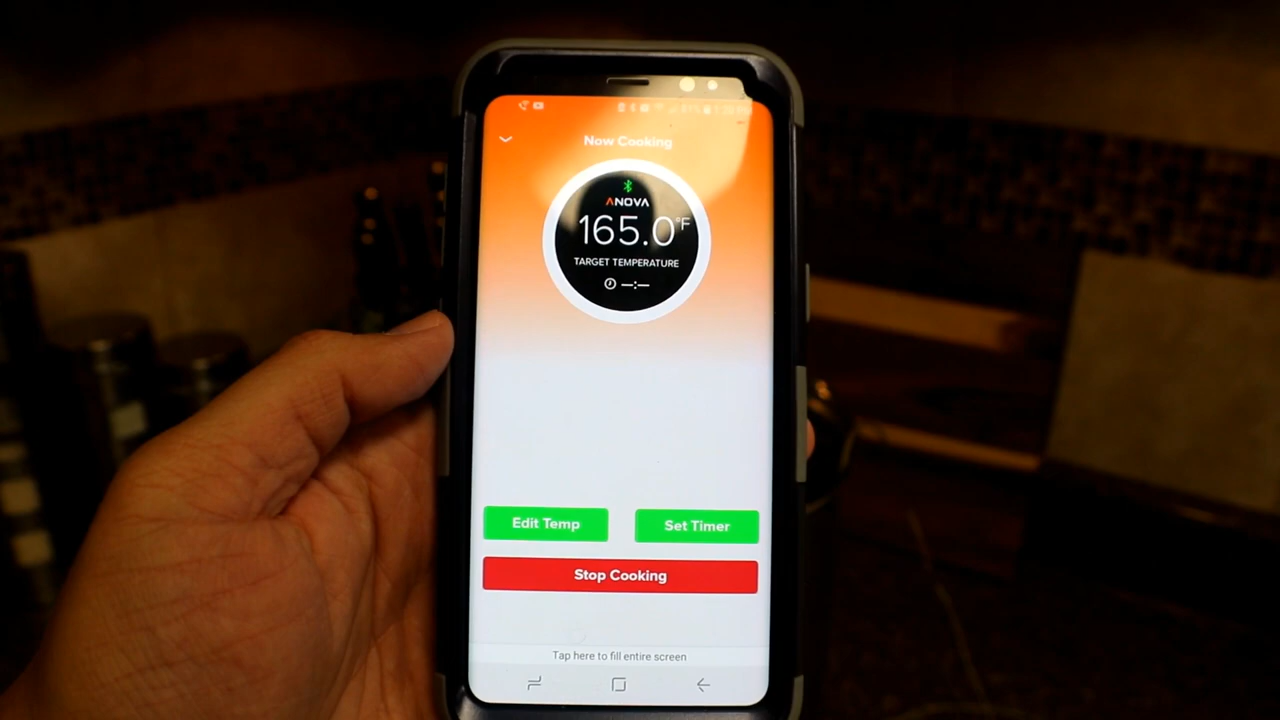 Now Cooking
ANOVA
165.0°F
TARGET TEMPERATURE
--:--
Edit Temp
Set Timer
Stop Cooking
Tap here to fill entire screen